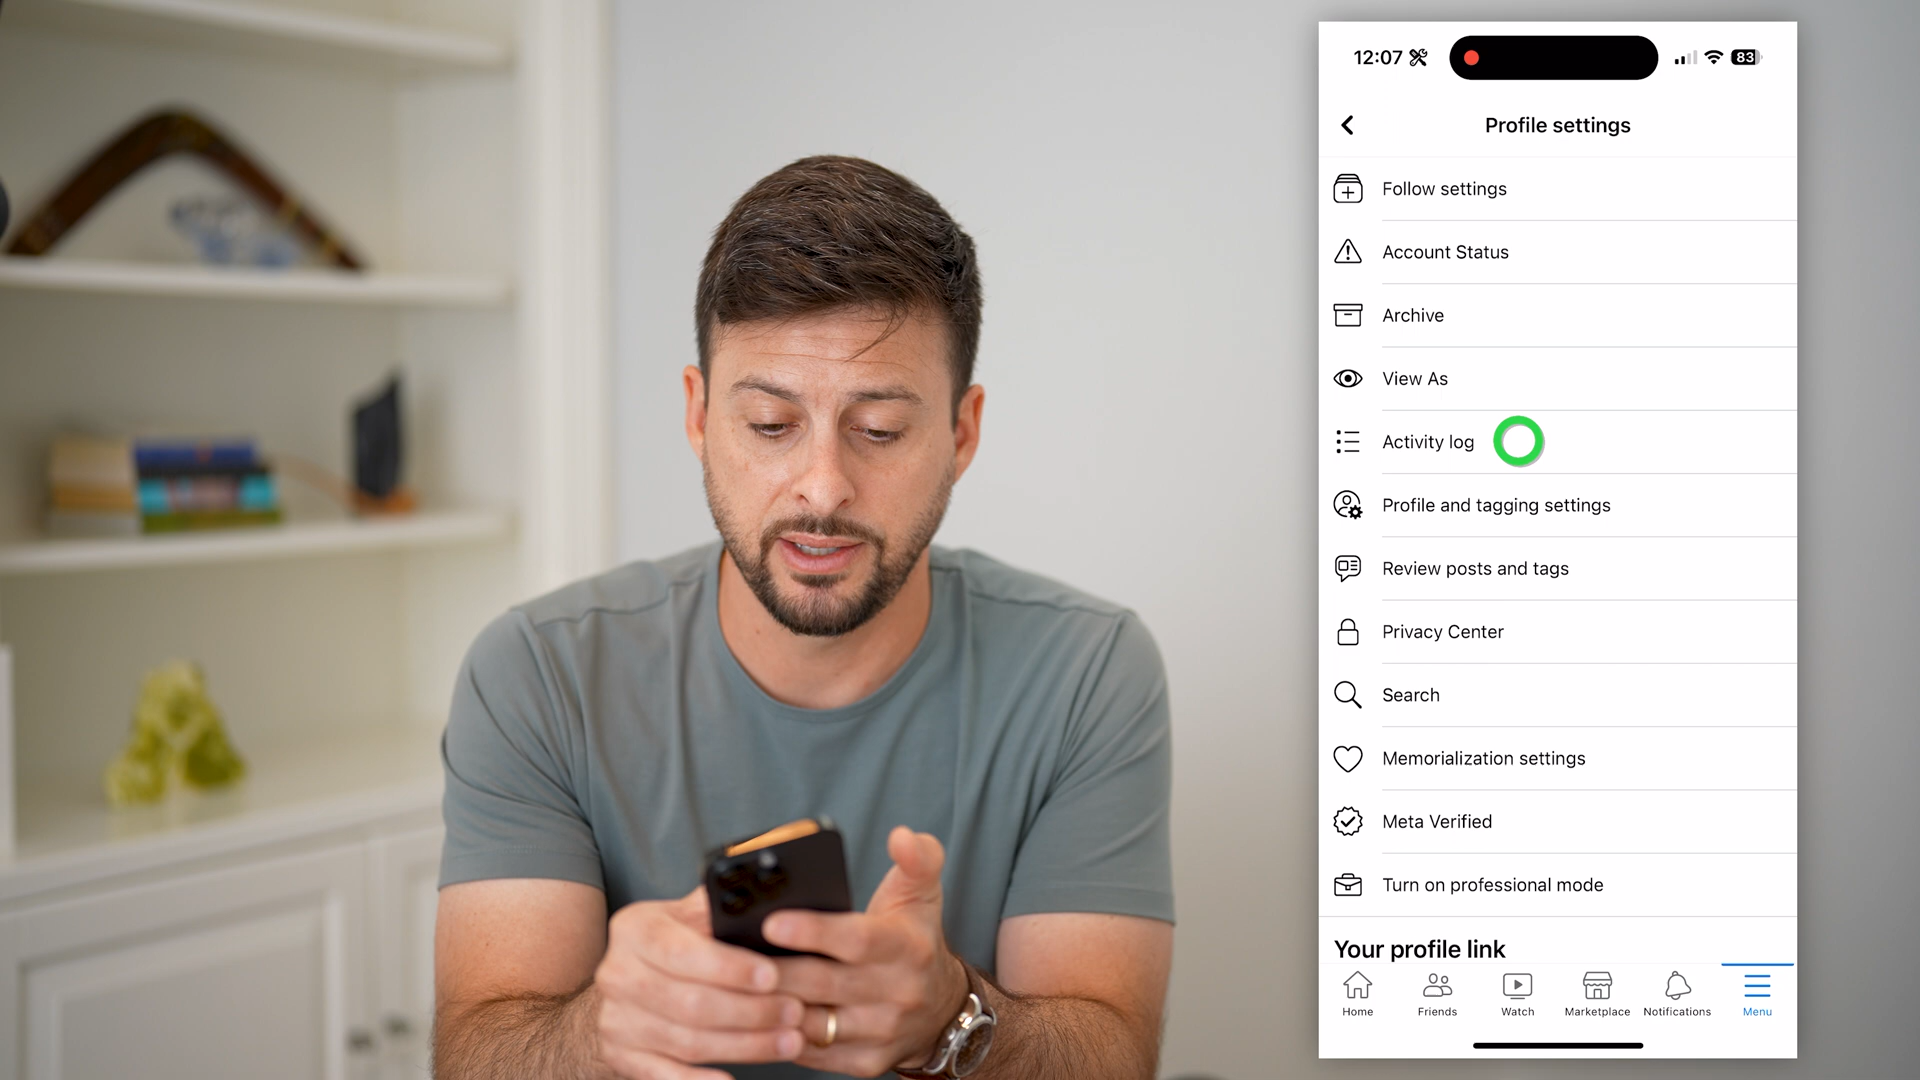 12:07
83
Profile settings
Follow settings
Account Status
Archive
View As
Activity log
Profile and tagging settings
Review posts and tags
Privacy Center
Search
Memorialization settings
Meta Verified
Turn on professional mode
Your profile link
Home
Friends
Watch
Marketplace
Notifications
Menu